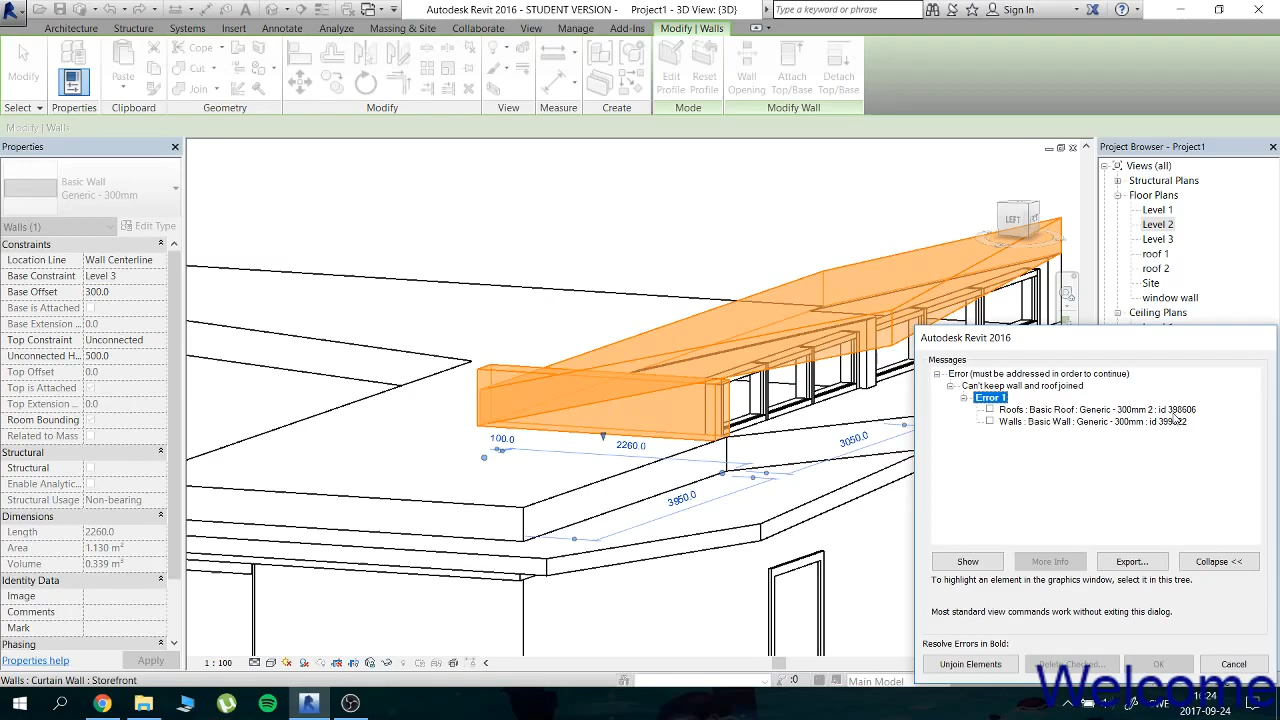 Autodesk Revit 2016 - STUDENT VERSION - Project1 - 3D View: {3D}
Type a keyword or phrase
Sign In
Architecture Structure Systems Insert Annotate Analyze Massing & Site Collaborate View Manage Add-Ins Modify | Walls
Modify
Paste
Cope
Cut
Join
Edit Profile
Reset Profile
Wall Opening
Attach Top/Base
Detach Top/Base
Select Properties Clipboard Geometry Modify View Measure Create Mode Modify Wall
Modify | Walls
Properties
Basic Wall
Generic - 300mm
Walls (1)
Edit Type
Constraints
Location Line Wall Centerline
Base Constraint Level 3
Base Offset 300.0
Base is Attached
Base Extension ... 0.0
Top Constraint Unconnected
Unconnected H... 500.0
Top Offset 0.0
Top is Attached
Top Extension ... 0.0
Room Bounding
Related to Mass
Structural
Structural
Enable Analytic...
Structural Usage Non-bearing
Dimensions
Length 2260.0
Area 1.130 m²
Volume 0.339 m³
Identity Data
Image
Comments
Mark
Phasing
Properties help
Apply
LEFT
100.0
2260.0
3050.0
3950.0
1 : 100
Project Browser - Project1
Views (all)
Structural Plans
Floor Plans
Level 1
Level 2
Level 3
roof 1
roof 2
Site
window wall
Ceiling Plans
Autodesk Revit 2016
Messages
Error (must be addressed in order to continue)
Can't keep wall and roof joined
Error 1
Roofs : Basic Roof : Generic - 300mm 2 : id 398606
Walls : Basic Wall : Generic - 300mm : id
Show More Info Export... Collapse <<
To highlight an element in the graphics window, select it in this tree.
Most standard view commands work without exiting this dialog.
Resolve Errors in Bold:
Unjoin Elements Delete Checked... OK Cancel
Walls : Curtain Wall : Storefront
:0
Main Model
Welcome
16:24
SWE
2017-09-24